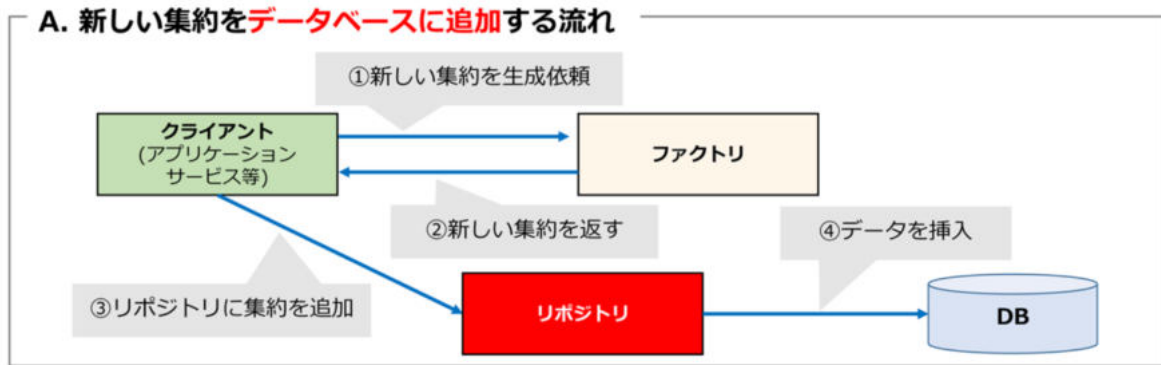 A. 新しい集約をデータベースに追加する流れ
①新しい集約を生成依頼
クライアント
(アプリケーション
サービス等)
ファクトリ
②新しい集約を返す
④データを挿入
③リポジトリに集約を追加
リポジトリ
DB